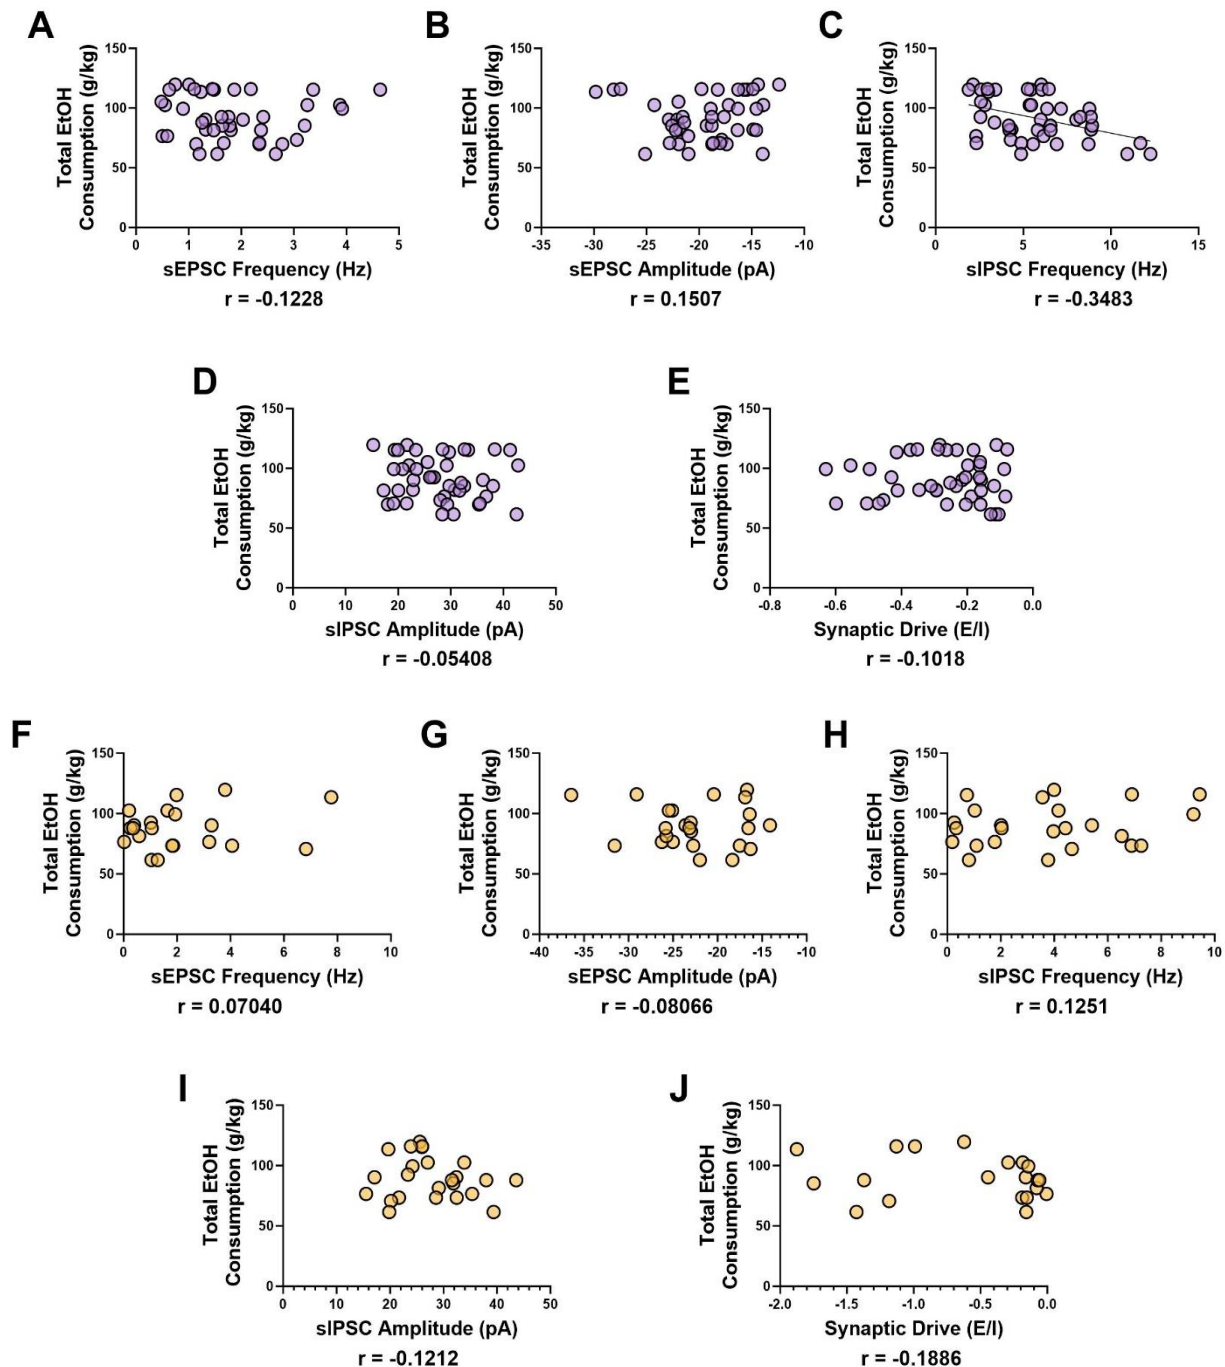 A
B
C
Total EtOH
Consumption (g/kg)
150
100
50
0
0 1 2 3 4 5
sEPSC Frequency (Hz)
r = -0.1228
Total EtOH
Consumption (g/kg)
150
100
50
0
-35 -30 -25 -20 -15 -10
sEPSC Amplitude (pA)
r = 0.1507
Total EtOH
Consumption (g/kg)
150
100
50
0
0 5 10 15
sIPSC Frequency (Hz)
r = -0.3483
D
E
Total EtOH
Consumption (g/kg)
150
100
50
0
0 10 20 30 40 50
sIPSC Amplitude (pA)
r = -0.05408
Total EtOH
Consumption (g/kg)
150
100
50
0
-0.8 -0.6 -0.4 -0.2 0.0
Synaptic Drive (E/I)
r = -0.1018
F
G
H
Total EtOH
Consumption (g/kg)
150
100
50
0
0 2 4 6 8 10
sEPSC Frequency (Hz)
r = 0.07040
Total EtOH
Consumption (g/kg)
150
100
50
0
-40 -35 -30 -25 -20 -15 -10
sEPSC Amplitude (pA)
r = -0.08066
Total EtOH
Consumption (g/kg)
150
100
50
0
0 2 4 6 8 10
sIPSC Frequency (Hz)
r = 0.1251
I
J
Total EtOH
Consumption (g/kg)
150
100
50
0
0 10 20 30 40 50
sIPSC Amplitude (pA)
r = -0.1212
Total EtOH
Consumption (g/kg)
150
100
50
0
-2.0 -1.5 -1.0 -0.5 0.0
Synaptic Drive (E/I)
r = -0.1886